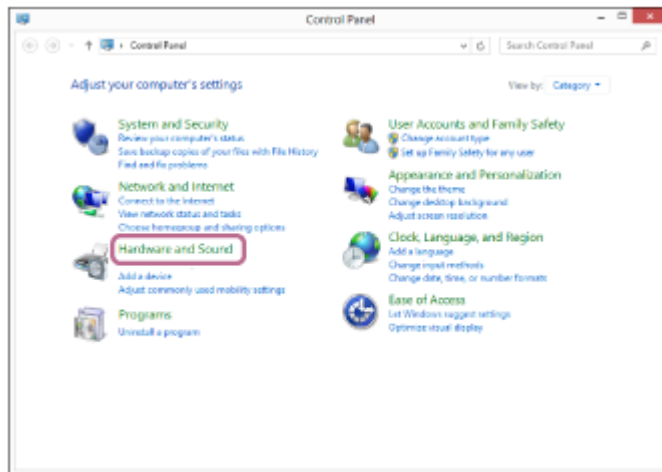 Control Panel
Control Panel
Search Control Panel
Adjust your computer's settings
View by: Category
System and Security
Review your computer's status
Save backup copies of your files with File History
Find and fix problems
Network and Internet
Connect to the Internet
View network status and tasks
Choose homegroup and sharing options
Hardware and Sound
Add a device
Adjust commonly used mobility settings
Programs
Uninstall a program
User Accounts and Family Safety
Change account type
Set up Family Safety for any user
Appearance and Personalization
Change the theme
Change desktop background
Adjust screen resolution
Clock, Language, and Region
Add a language
Change input methods
Change date, time, or number formats
Ease of Access
Let Windows suggest settings
Optimize visual display